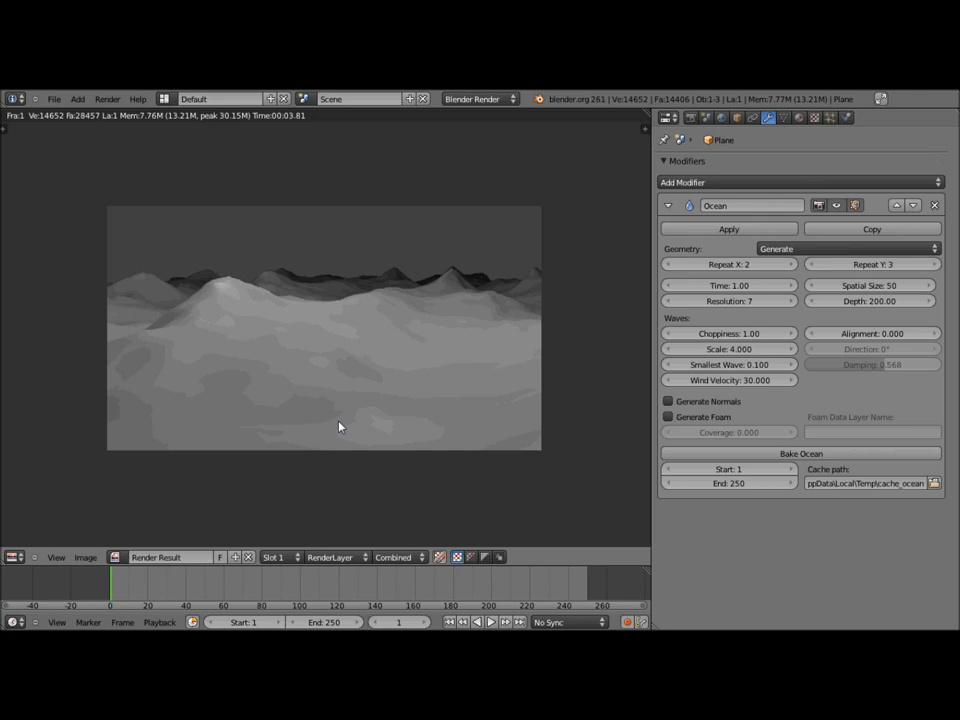 File Add Render Help Default Scene Blender Render blender.org 261 | Ve:14652 | Fa:14406 | Ob:1-3 | La:1 | Mem:7.77M (13.21M) | Plane
Fra:1 Ve:14652 Fa:28457 La:1 Mem:7.76M (13.21M, peak 30.15M) Time:00:03.81
Plane
Modifiers
Add Modifier
Ocean
Apply Copy
Geometry: Generate
Repeat X: 2 Repeat Y: 3
Time: 1.00 Spatial Size: 50
Resolution: 7 Depth: 200.00
Waves:
Choppiness: 1.00 Alignment: 0.000
Scale: 4.000 Direction: 0°
Smallest Wave: 0.100 Damping: 0.568
Wind Velocity: 30.000
Generate Normals
Generate Foam Foam Data Layer Name:
Coverage: 0.000
Bake Ocean
Start: 1 Cache path:
End: 250 ppData\Local\Temp\cache_ocean
View Image Render Result F Slot 1 RenderLayer Combined
-40 -20 0 20 40 60 80 100 120 140 160 180 200 220 240 260
View Marker Frame Playback Start: 1 End: 250 1 No Sync